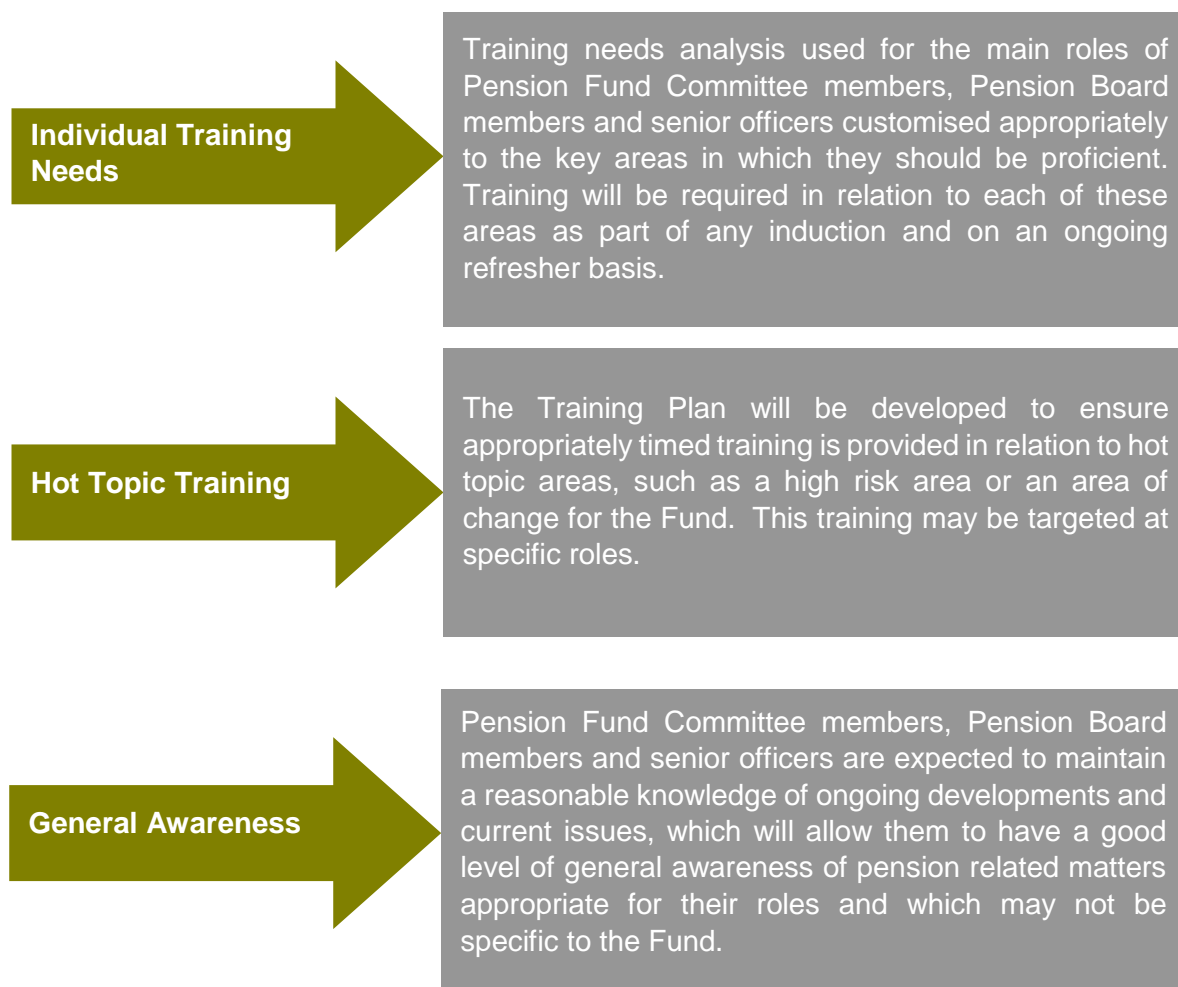 Individual Training
Needs
Training needs analysis used for the main roles of
Pension Fund Committee members, Pension Board
members and senior officers customised appropriately
to the key areas in which they should be proficient.
Training will be required in relation to each of these
areas as part of any induction and on an ongoing
refresher basis.
Hot Topic Training
The Training Plan will be developed to ensure
appropriately timed training is provided in relation to hot
topic areas, such as a high risk area or an area of
change for the Fund.  This training may be targeted at
specific roles.
General Awareness
Pension Fund Committee members, Pension Board
members and senior officers are expected to maintain
a reasonable knowledge of ongoing developments and
current issues, which will allow them to have a good
level of general awareness of pension related matters
appropriate for their roles and which may not be
specific to the Fund.